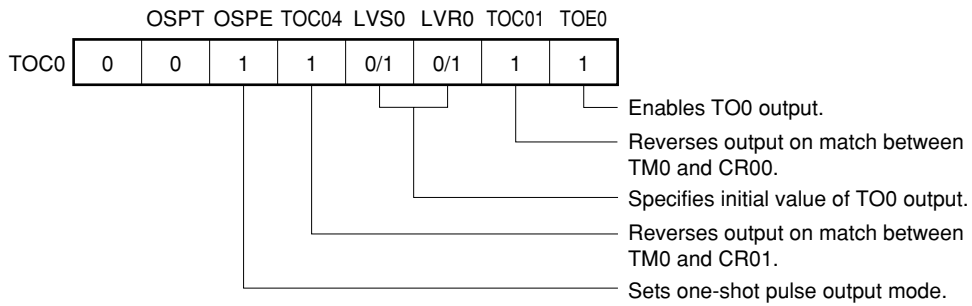 OSPT OSPE TOC04 LVS0 LVR0 TOC01 TOE0
TOC0 0 0 1 1 0/1 0/1 1 1
Enables TO0 output.
Reverses output on match between
TM0 and CR00.
Specifies initial value of TO0 output.
Reverses output on match between
TM0 and CR01.
Sets one-shot pulse output mode.